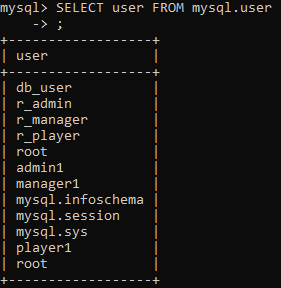 mysql> SELECT user FROM mysql.user
    -> ;
+------------------+
| user             |
+------------------+
| db_user          |
| r_admin          |
| r_manager        |
| r_player         |
| root             |
| admin1           |
| manager1         |
| mysql.infoschema |
| mysql.session    |
| mysql.sys        |
| player1          |
| root             |
+------------------+